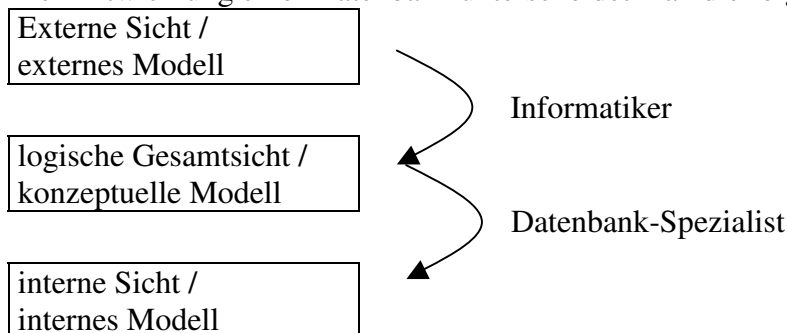 Externe Sicht /
externes Modell
Informatiker
logische Gesamtsicht /
konzeptuelle Modell
Datenbank-Spezialist
interne Sicht /
internes Modell